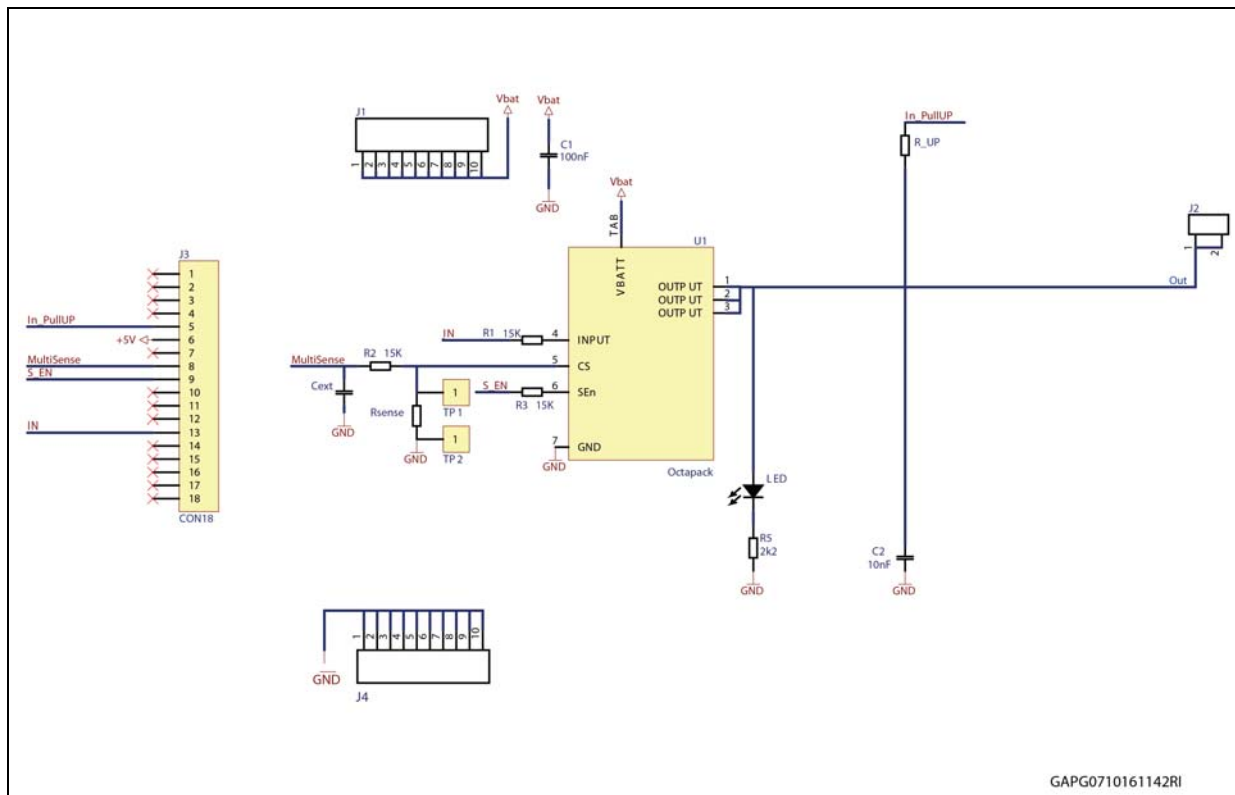 J1
1 2 3 4 5 6 7 8 9 10
Vbat
Vbat
C1
100nF
GND
In_PullUP
R_UP
J2
1
2
Out
Vbat
TAB
U1
VBATT
OUTP UT 1
OUTP UT 2
OUTP UT 3
IN R1 15K 4 INPUT
MultiSense R2 15K 5 CS
S_EN R3 15K 6 SEn
7 GND
GND
Octapack
Cext
GND
Rsense
GND
1
TP1
1
TP2
J3
1
2
3
4
In_PullUP 5
+5V 6
7
MultiSense 8
S_EN 9
10
11
12
IN 13
14
15
16
17
18
CON18
LED
R5
2k2
GND
C2
10nF
GND
1 2 3 4 5 6 7 8 9 10
GND
J4
GAPG0710161142RI